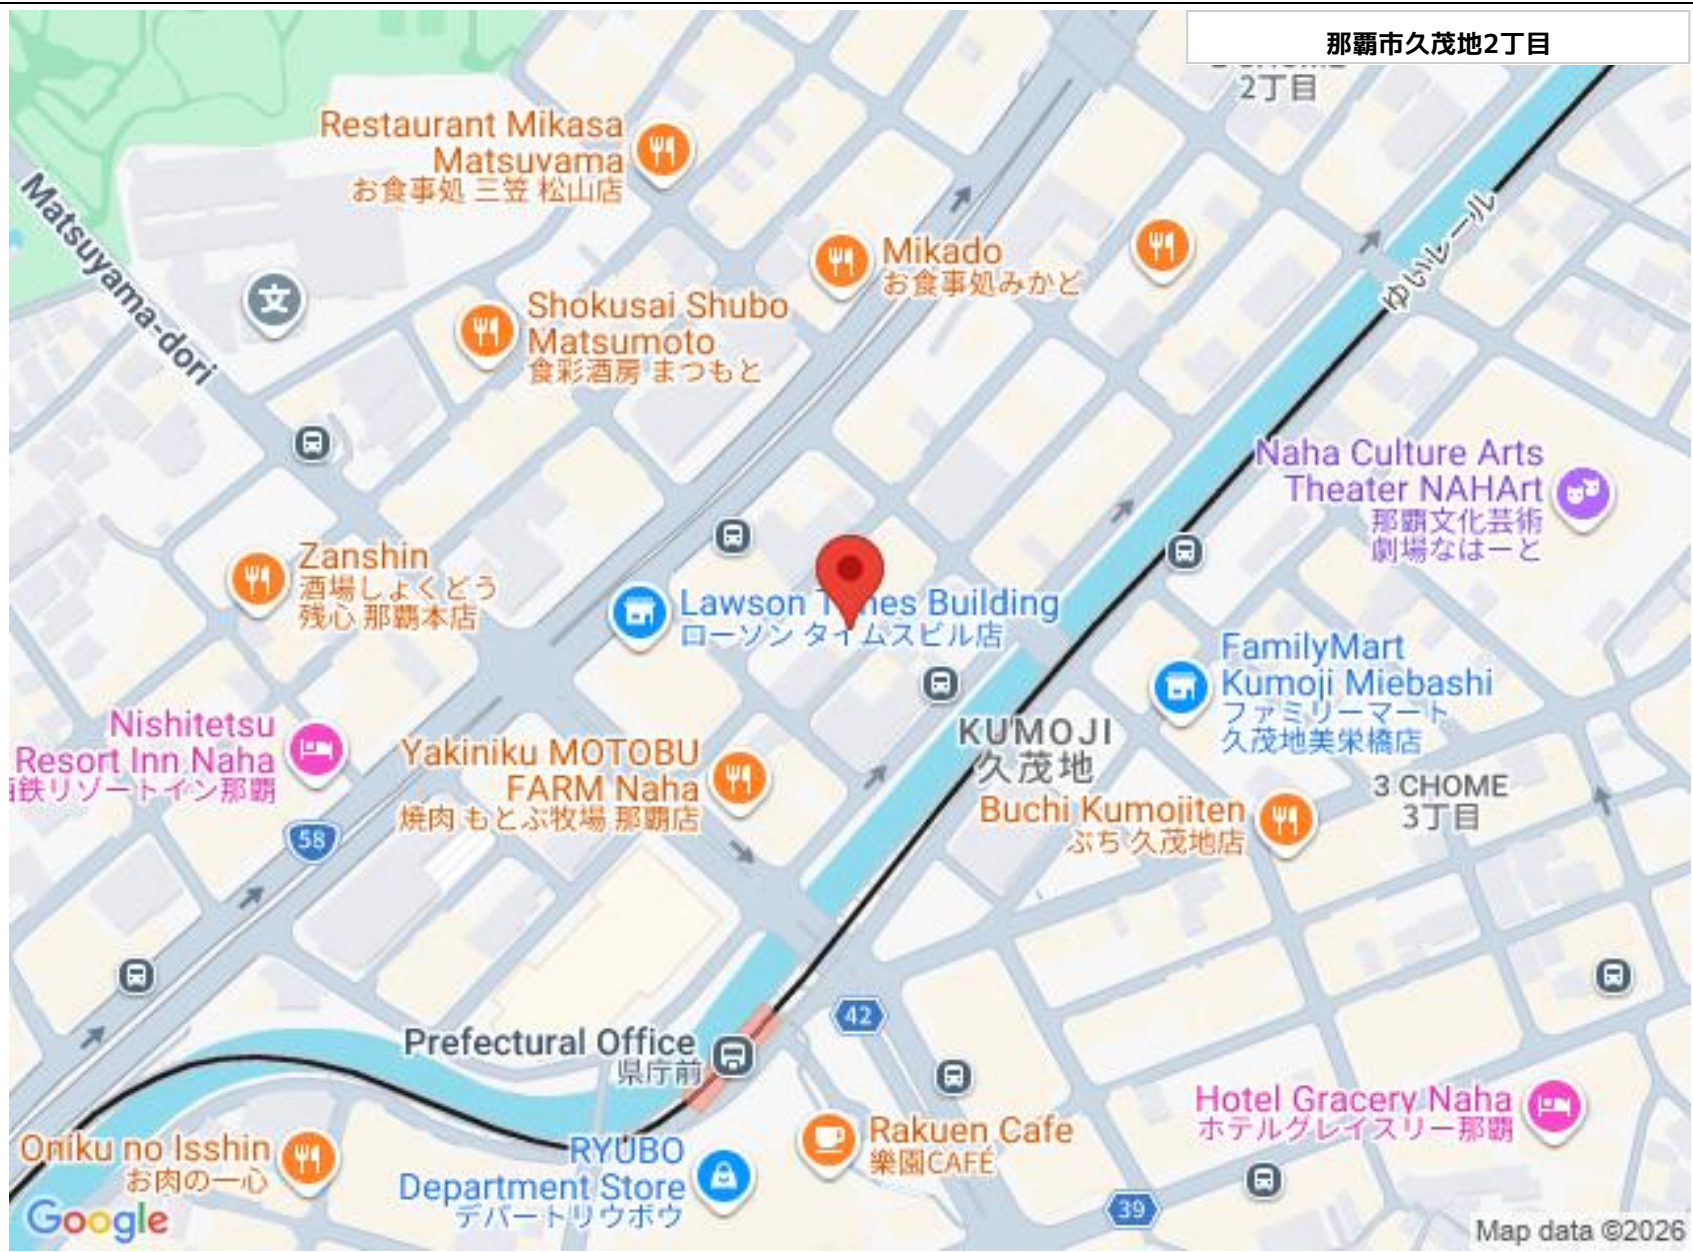 那覇市久茂地2丁目
2丁目
Restaurant Mikasa
Matsuyama
お食事処 三笠 松山店
Matsuyama-dori
Mikado
お食事処みかど
ゆいレール
Shokusai Shubo
Matsumoto
食彩酒房 まつもと
文
Naha Culture Arts
Theater NAHArt
那覇文化芸術
劇場なはーと
Zanshin
酒場しょくどう
残心 那覇本店
Lawson T mes Building
ローソン タイムスビル店
FamilyMart
Kumoji Miebashi
ファミリーマート
久茂地美栄橋店
Nishitetsu
Resort Inn Naha
鉄リゾートイン那覇
KUMOJI
久茂地
Yakiniku MOTOBU
FARM Naha
焼肉 もとぶ牧場 那覇店
3 CHOME
3丁目
Buchi Kumojiten
ぶち 久茂地店
58
42
Prefectural Office
県庁前
Hotel Gracery Naha
ホテルグレイスリー那覇
Rakuen Cafe
樂園CAFÉ
Oniku no Isshin
お肉の一心
RYUBO
Department Store
デパートリウボウ
39
Google
Map data ©2026